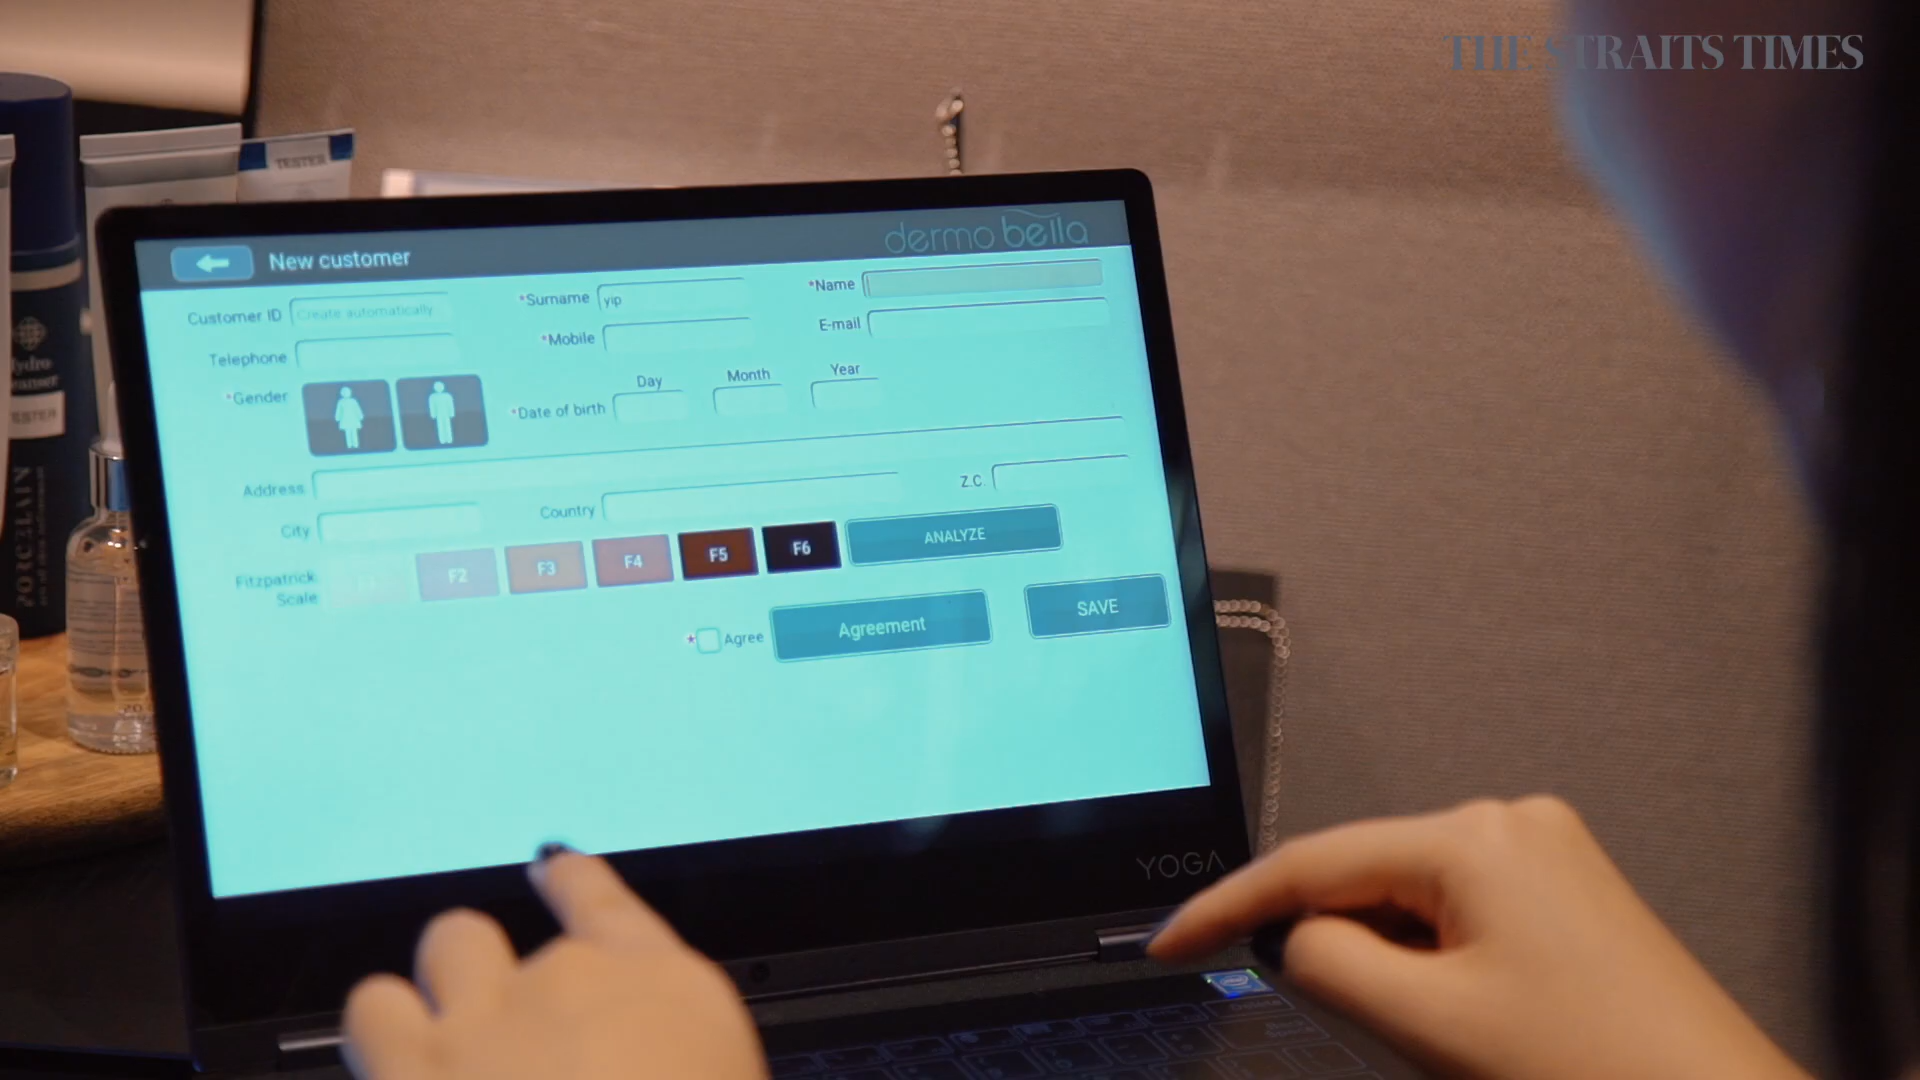 THE STRAITS TIMES
TESTER
dermo bella
New customer
Customer ID Create automatically *Surname yip *Name
Telephone *Mobile E-mail
*Gender *Date of birth Day Month Year
Address
City Country Z.C.
Fitzpatrick Scale F2 F3 F4 F5 F6 ANALYZE
* Agree Agreement SAVE
YOGA
PORCELAIN